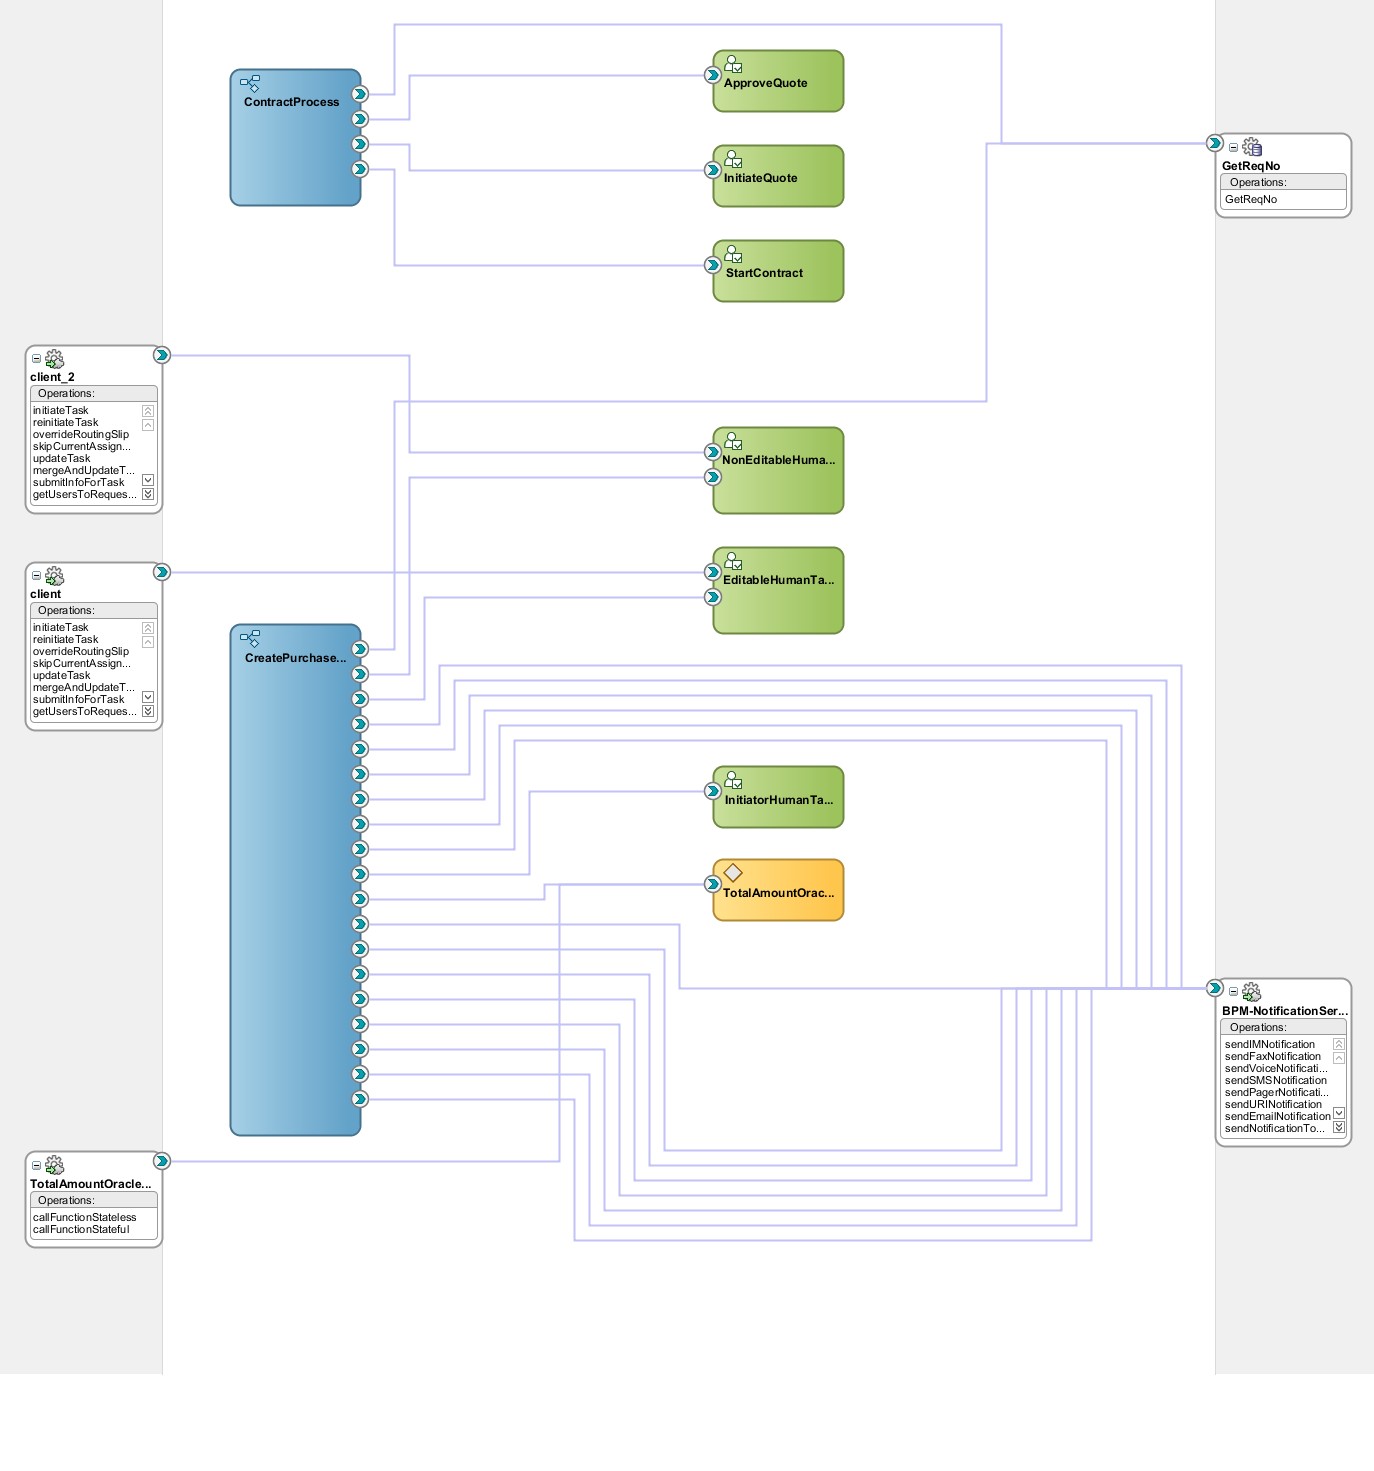 ContractProcess
ApproveQuote
InitiateQuote
StartContract
GetReqNo
Operations:
GetReqNo
client_2
Operations:
initiateTask
reinitiateTask
overrideRoutingSlip
skipCurrentAssign...
updateTask
mergeAndUpdateT...
submitInfoForTask
getUsersToReques...
NonEditableHuma...
EditableHumanTa...
client
Operations:
initiateTask
reinitiateTask
overrideRoutingSlip
skipCurrentAssign...
updateTask
mergeAndUpdateT...
submitInfoForTask
getUsersToReques...
CreatePurchase...
InitiatorHumanTa...
TotalAmountOrac...
BPM-NotificationSer...
Operations:
sendIMNotification
sendFaxNotification
sendVoiceNotificati...
sendSMSNotification
sendPagerNotificati...
sendURINotification
sendEmailNotification
sendNotificationTo...
TotalAmountOracle...
Operations:
callFunctionStateless
callFunctionStateful